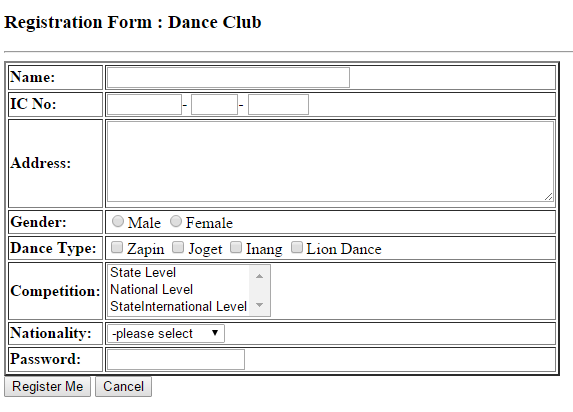 Registration Form : Dance Club
Name:
IC No: - -
Address:
Gender: Male Female
Dance Type: Zapin Joget Inang Lion Dance
Competition: State Level
National Level
StateInternational Level
Nationality: -please select
Password:
Register Me Cancel